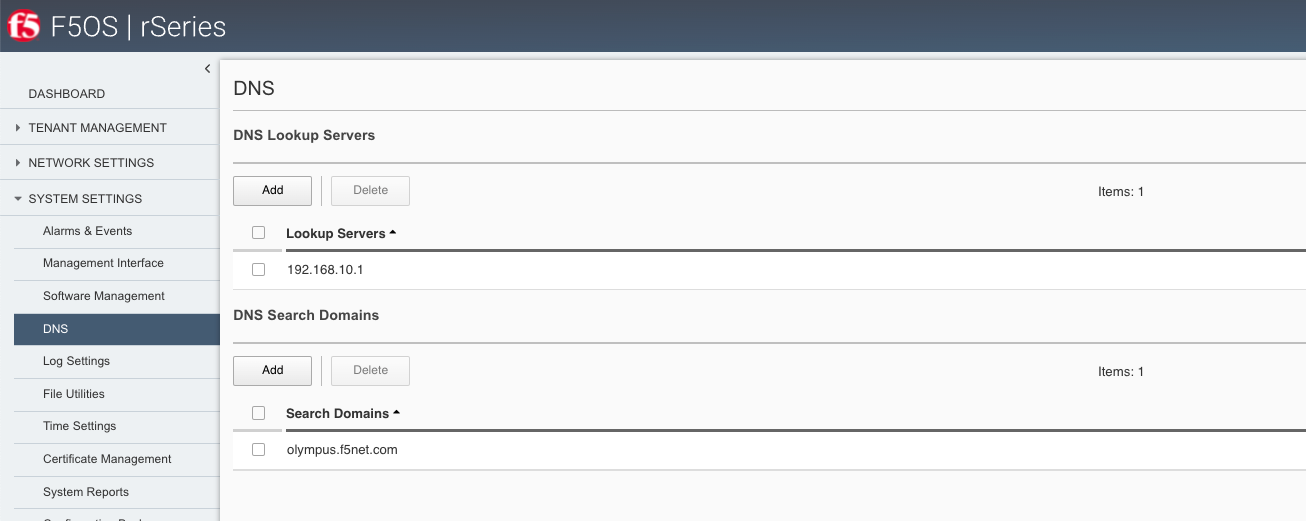 f5 F5OS | rSeries
DASHBOARD
TENANT MANAGEMENT
NETWORK SETTINGS
SYSTEM SETTINGS
Alarms & Events
Management Interface
Software Management
DNS
Log Settings
File Utilities
Time Settings
Certificate Management
System Reports
DNS
DNS Lookup Servers
Add Delete Items: 1
Lookup Servers
192.168.10.1
DNS Search Domains
Add Delete Items: 1
Search Domains
olympus.f5net.com